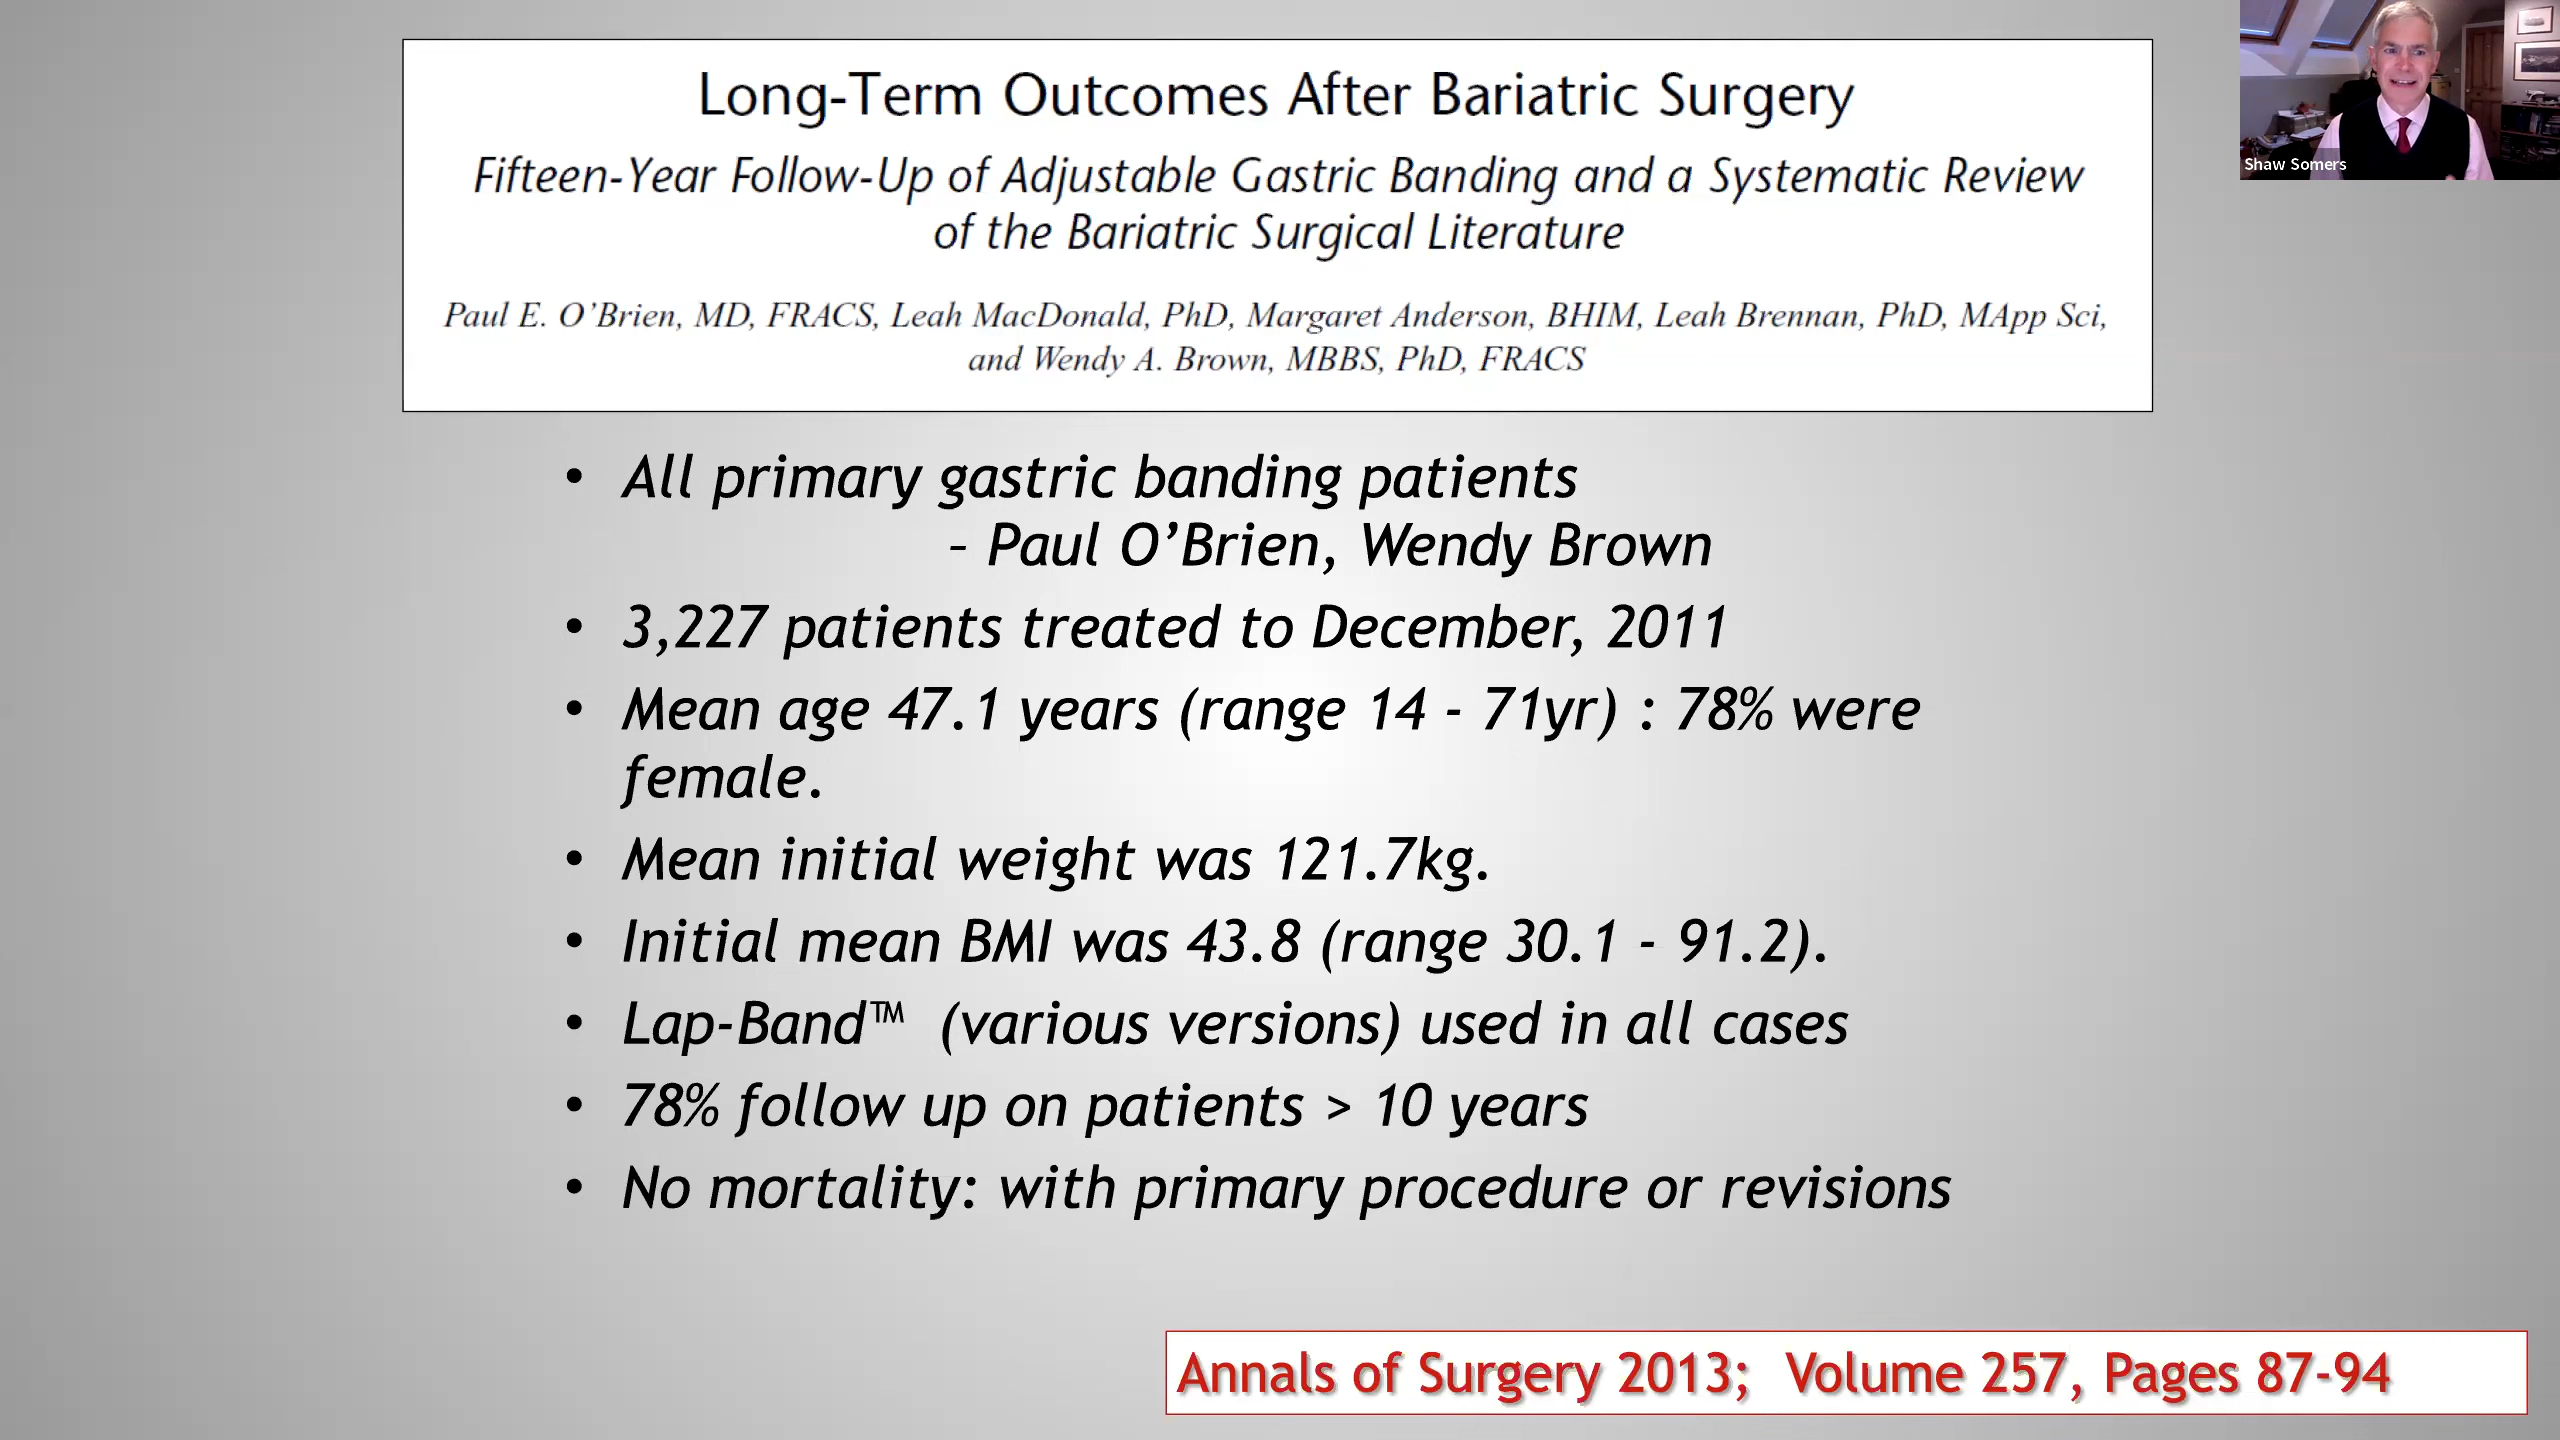 Long-Term Outcomes After Bariatric Surgery
Fifteen-Year Follow-Up of Adjustable Gastric Banding and a Systematic Review
of the Bariatric Surgical Literature
Paul E. O’Brien, MD, FRACS, Leah MacDonald, PhD, Margaret Anderson, BHIM, Leah Brennan, PhD, MApp Sci,
and Wendy A. Brown, MBBS, PhD, FRACS
Shaw Somers
• All primary gastric banding patients
– Paul O’Brien, Wendy Brown
• 3,227 patients treated to December, 2011
• Mean age 47.1 years (range 14 - 71yr) : 78% were
female.
• Mean initial weight was 121.7kg.
• Initial mean BMI was 43.8 (range 30.1 - 91.2).
• Lap-Band™ (various versions) used in all cases
• 78% follow up on patients > 10 years
• No mortality: with primary procedure or revisions
Annals of Surgery 2013; Volume 257, Pages 87-94